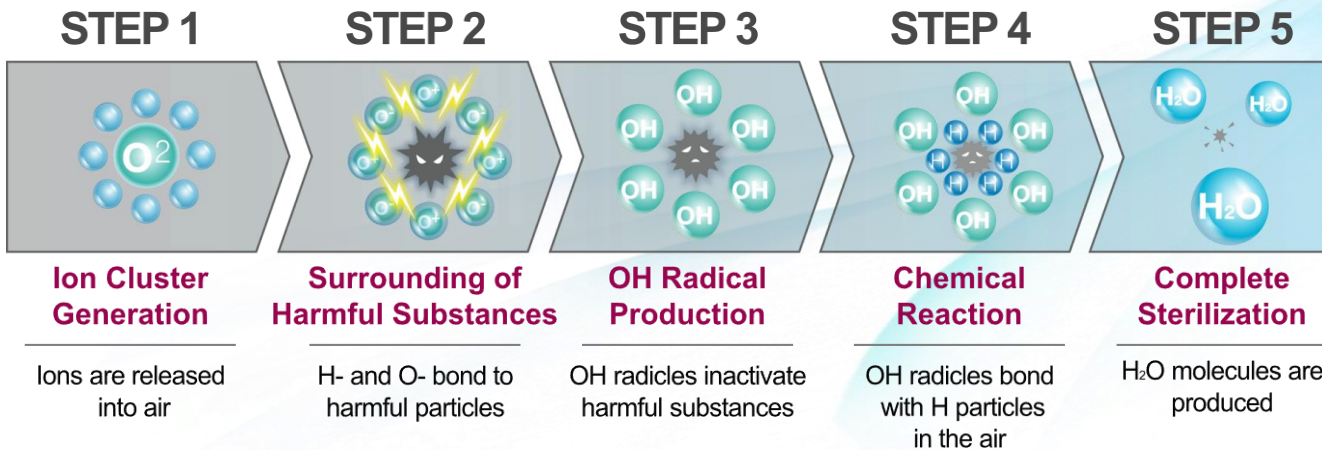 STEP 1
O2
Ion Cluster
Generation
Ions are released
into air
STEP 2
O+
O-
O-
O+
O+
O-
O-
O+
Surrounding of
Harmful Substances
H- and O- bond to
harmful particles
STEP 3
OH
OH
OH
OH
OH
OH
OH Radical
Production
OH radicles inactivate
harmful substances
STEP 4
OH
OH
H
H
OH
H
H
OH
H
H
OH
OH
Chemical
Reaction
OH radicles bond
with H particles
in the air
STEP 5
H₂O
H₂O
H₂O
Complete
Sterilization
H₂O molecules are
produced